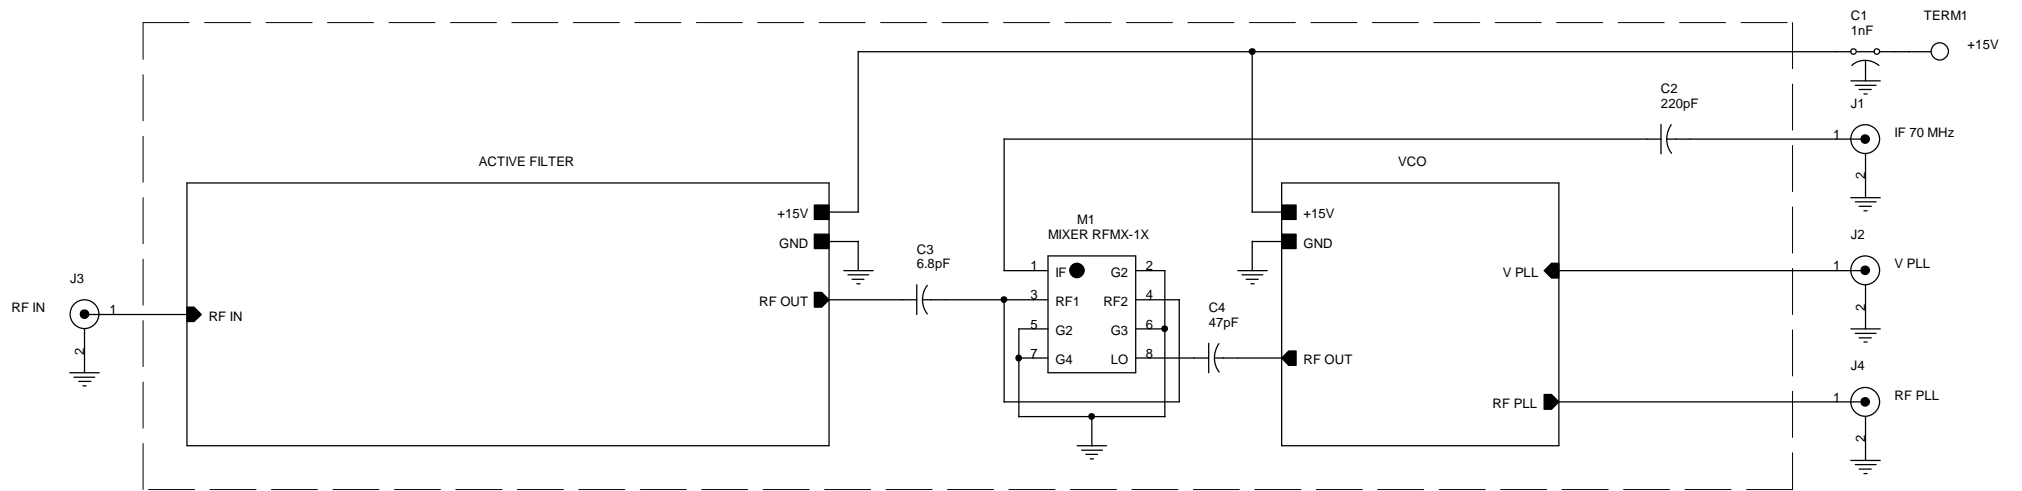 C1
1nF
TERM1
+15V
C2
220pF
J1
1
IF 70 MHz
2
ACTIVE FILTER
VCO
+15V
GND
RF OUT
RF IN
J3
RF IN
1
2
C3
6.8pF
M1
MIXER RFMX-1X
1
IF
G2
2
3
RF1
RF2
4
5
G2
G3
6
7
G4
LO
8
C4
47pF
+15V
GND
RF OUT
V PLL
RF PLL
J2
1
V PLL
2
J4
1
RF PLL
2